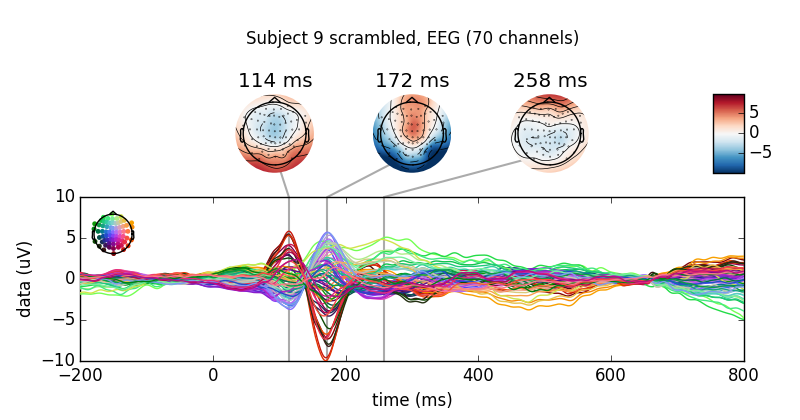 Subject 9 scrambled, EEG (70 channels)
114 ms 172 ms 258 ms
5
0
−5
10
5
0
−5
−10
−200 0 200 400 600 800
data (uV)
time (ms)